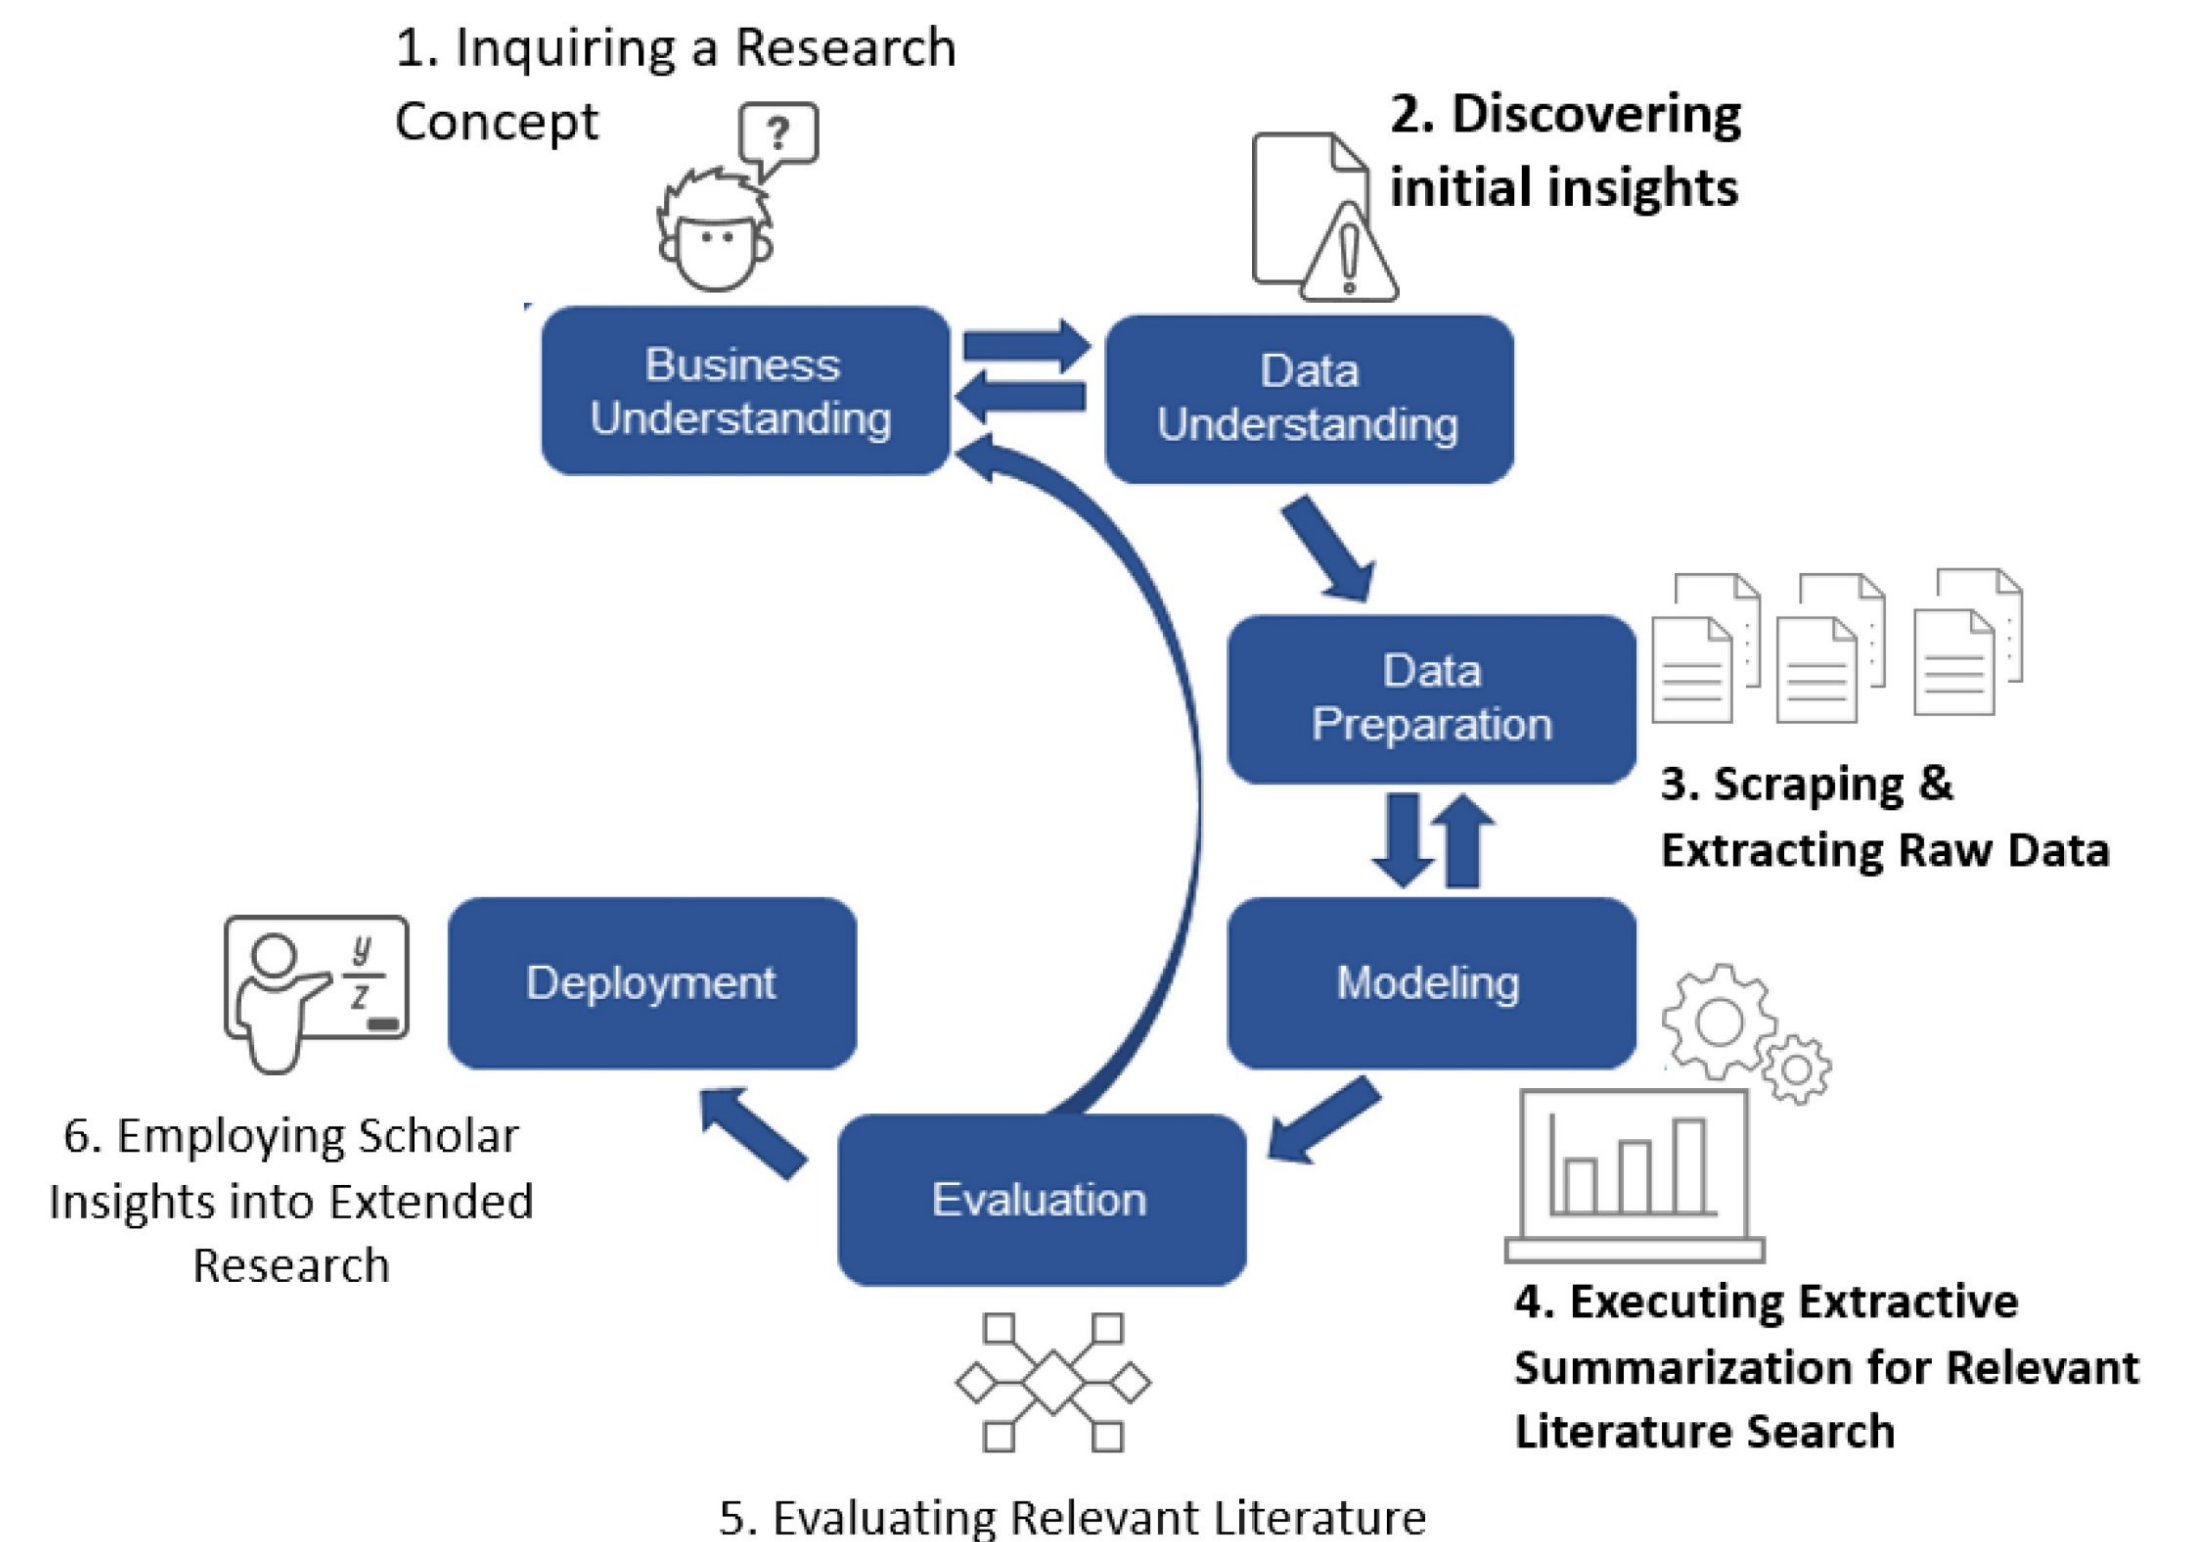 1. Inquiring a Research
Concept
?
2. Discovering
initial insights
!
Business
Understanding
Data
Understanding
Data
Preparation
3. Scraping &
Extracting Raw Data
Modeling
Deployment
y
z
6. Employing Scholar
Insights into Extended
Research
Evaluation
4. Executing Extractive
Summarization for Relevant
Literature Search
5. Evaluating Relevant Literature